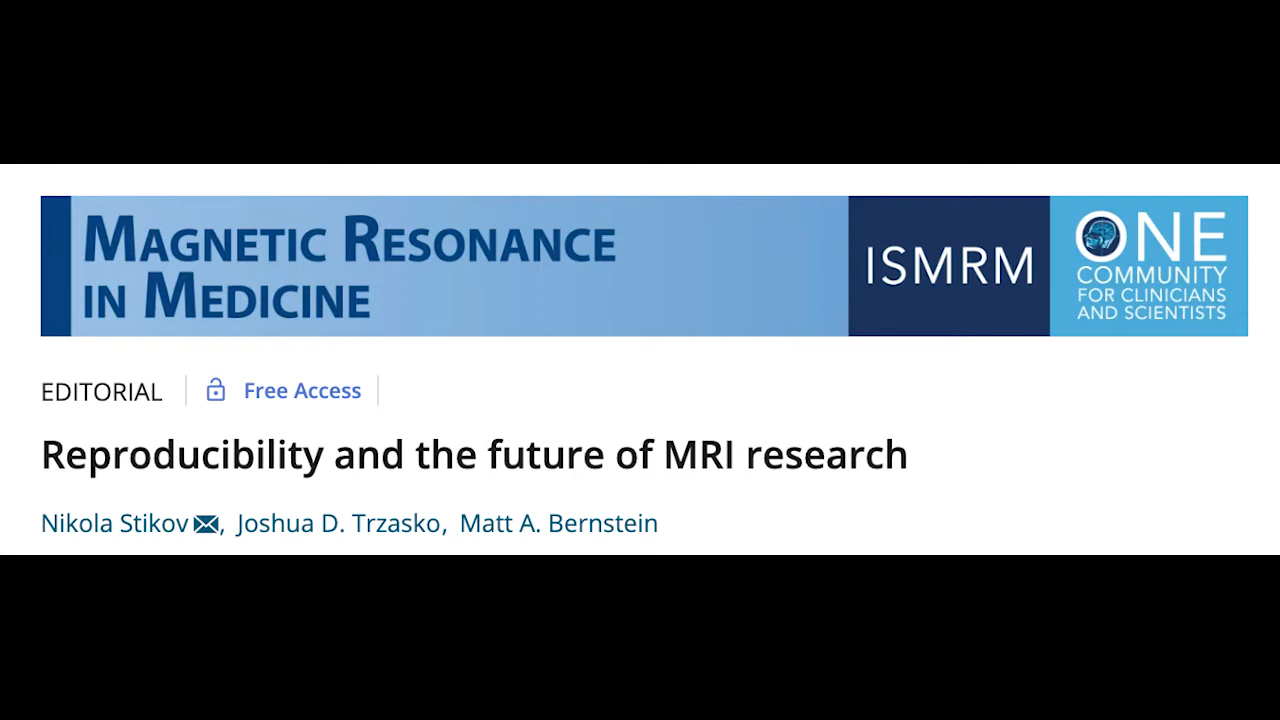 MAGNETIC RESONANCE
IN MEDICINE
ISMRM
ONE
COMMUNITY
FOR CLINICIANS
AND SCIENTISTS
EDITORIAL
Free Access
Reproducibility and the future of MRI research
Nikola Stikov, Joshua D. Trzasko, Matt A. Bernstein